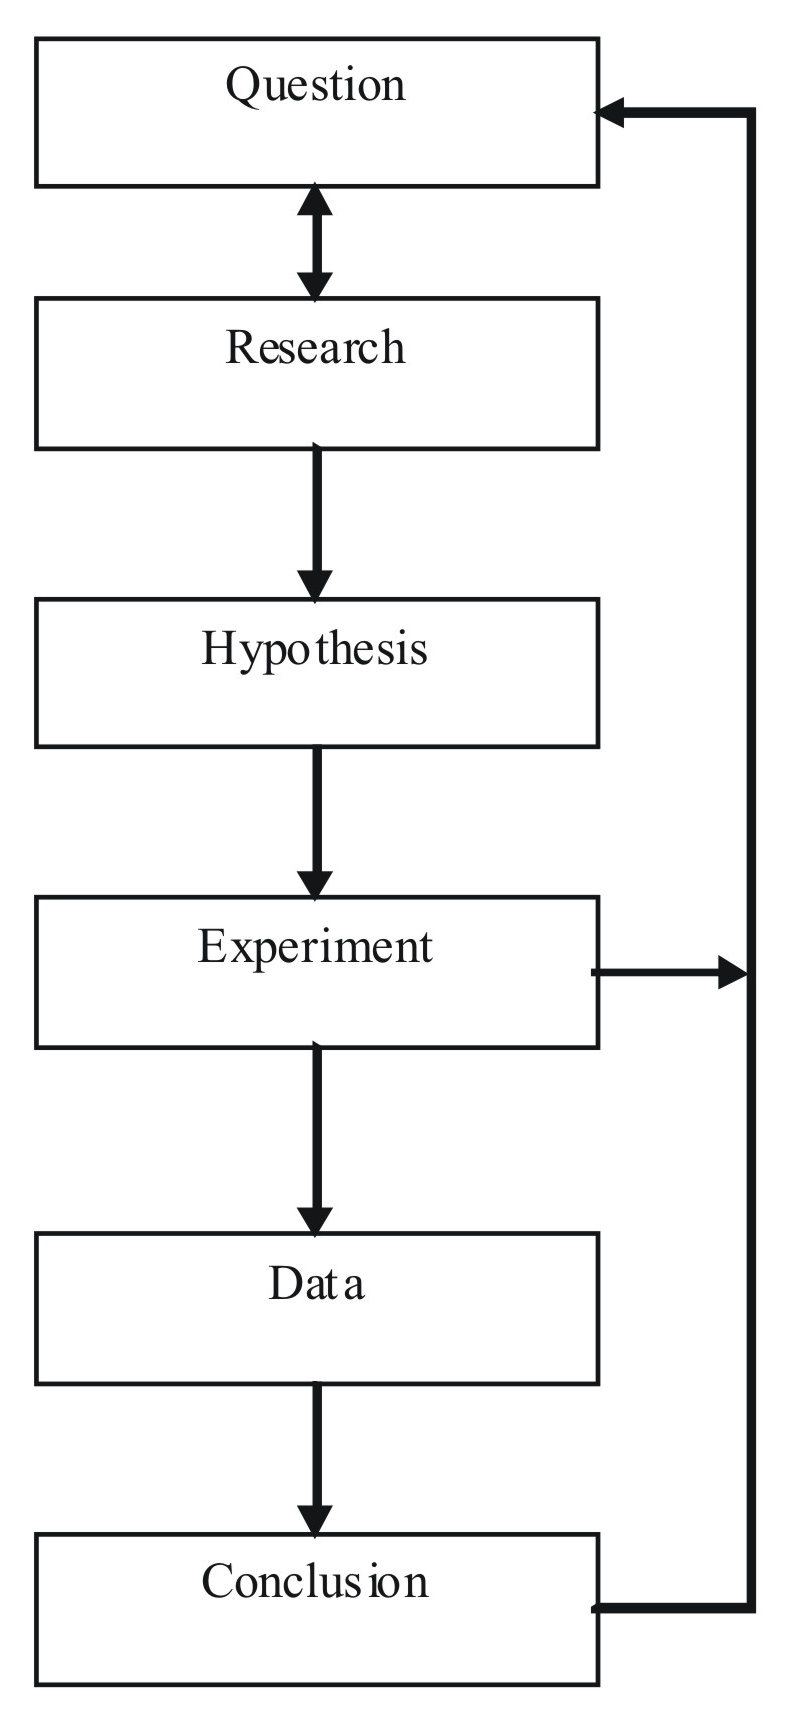 Question
Research
Hypothesis
Experiment
Data
Conclusion